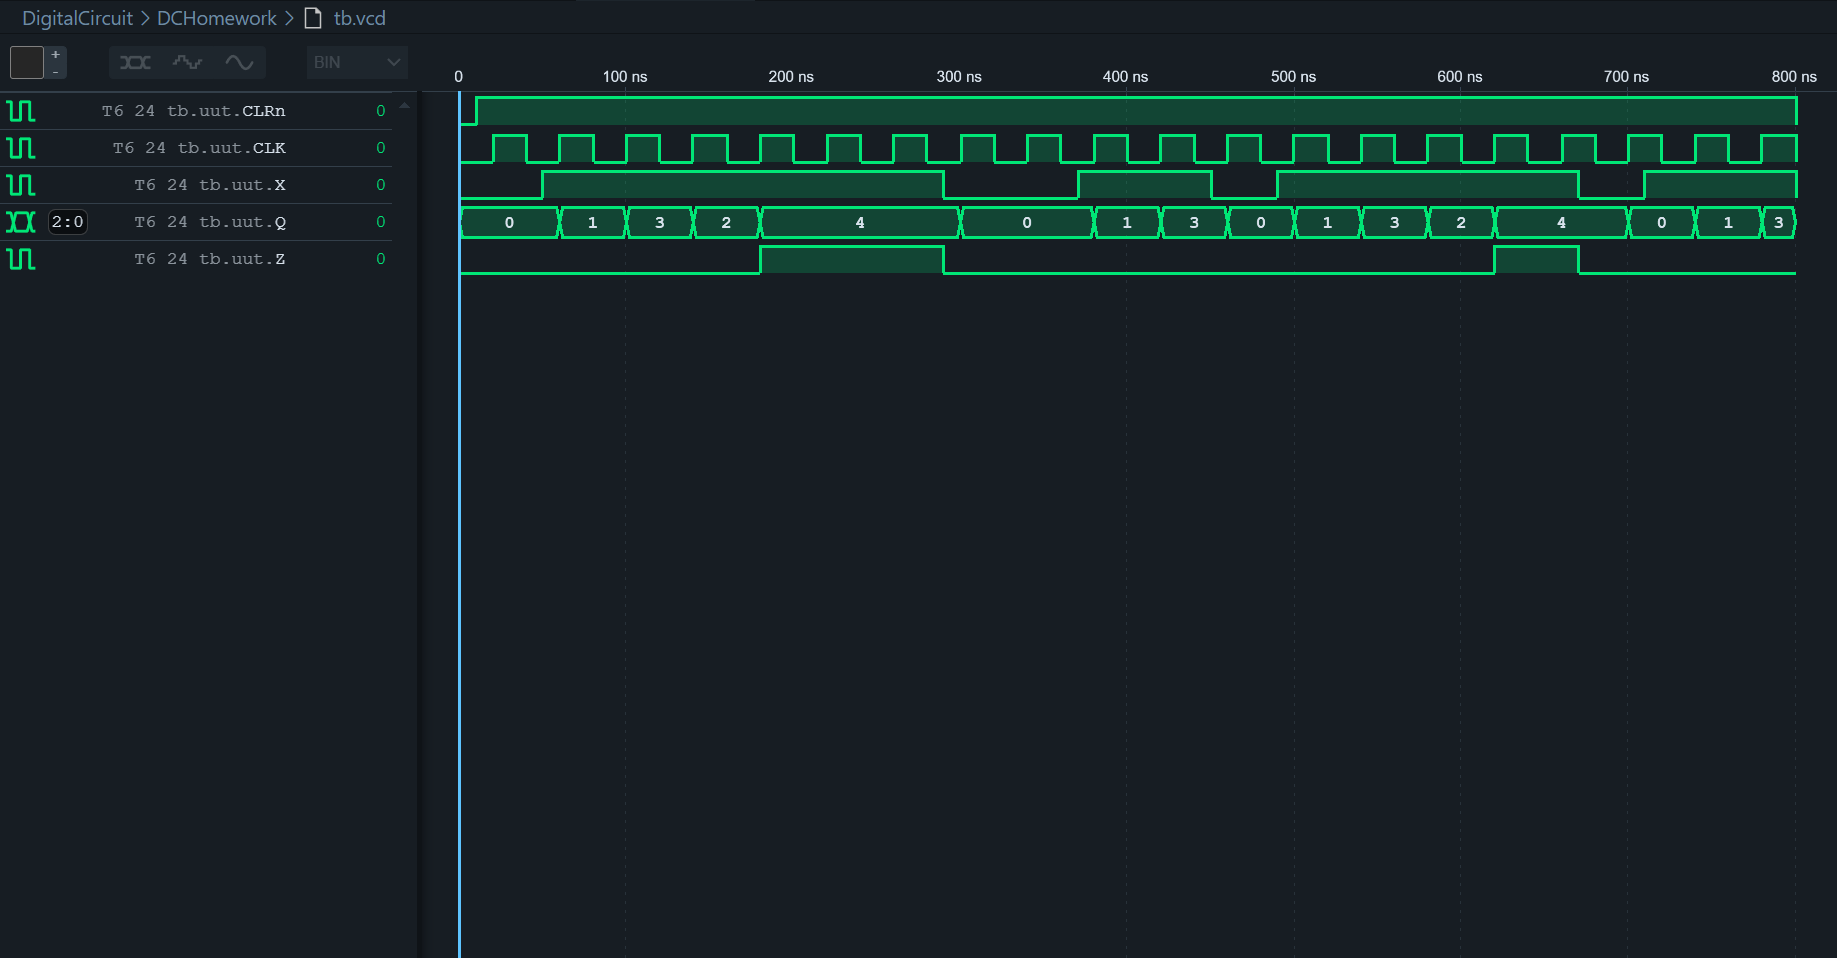 DigitalCircuit > DCHomework > tb.vcd
+
-
BIN
0 100 ns 200 ns 300 ns 400 ns 500 ns 600 ns 700 ns 800 ns
T6 24 tb.uut.CLRn 0
T6 24 tb.uut.CLK 0
T6 24 tb.uut.X 0
2:0 T6 24 tb.uut.Q 0 0 1 3 2 4 0 1 3 0 1 3 2 4 0 1 3
T6 24 tb.uut.Z 0